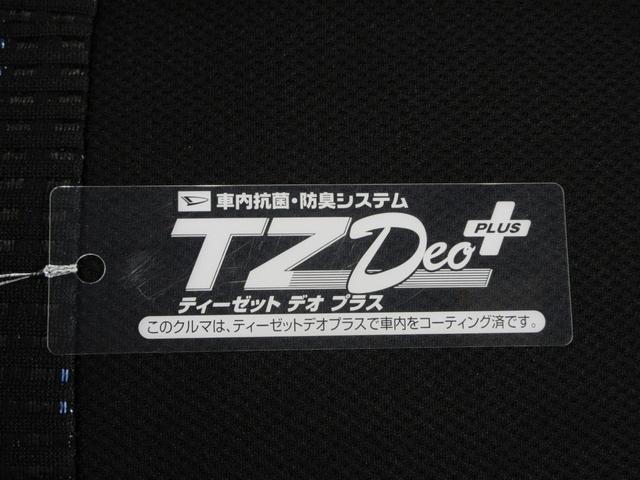 車内抗菌・防臭システム
TZ Deo PLUS
ティーゼット デオ プラス
このクルマは、ティーゼットデオプラスで車内をコーティング済です。